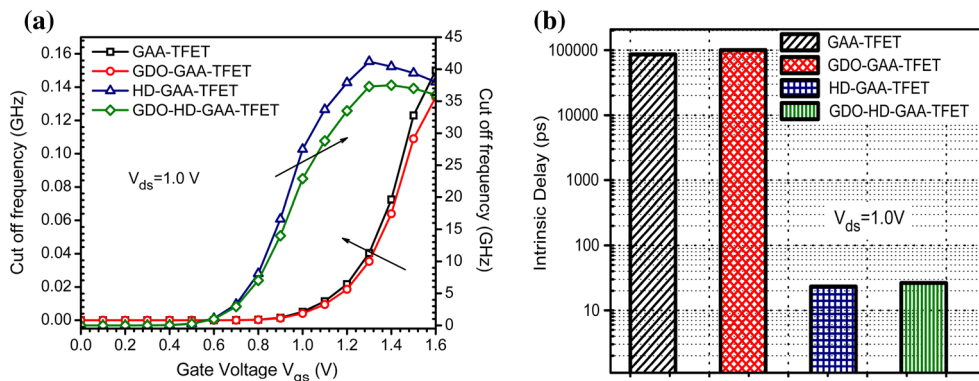 (a)
GAA-TFET
GDO-GAA-TFET
HD-GAA-TFET
GDO-HD-GAA-TFET
Vds=1.0 V
Cut off frequency (GHz)
0.16
0.14
0.12
0.10
0.08
0.06
0.04
0.02
0.00
Cut off frequency (GHz)
45
40
35
30
25
20
15
10
5
0
0.0 0.2 0.4 0.6 0.8 1.0 1.2 1.4 1.6
Gate Voltage Vgs (V)
(b)
GAA-TFET
GDO-GAA-TFET
HD-GAA-TFET
GDO-HD-GAA-TFET
Vds=1.0V
Intrinsic Delay (ps)
100000
10000
1000
100
10